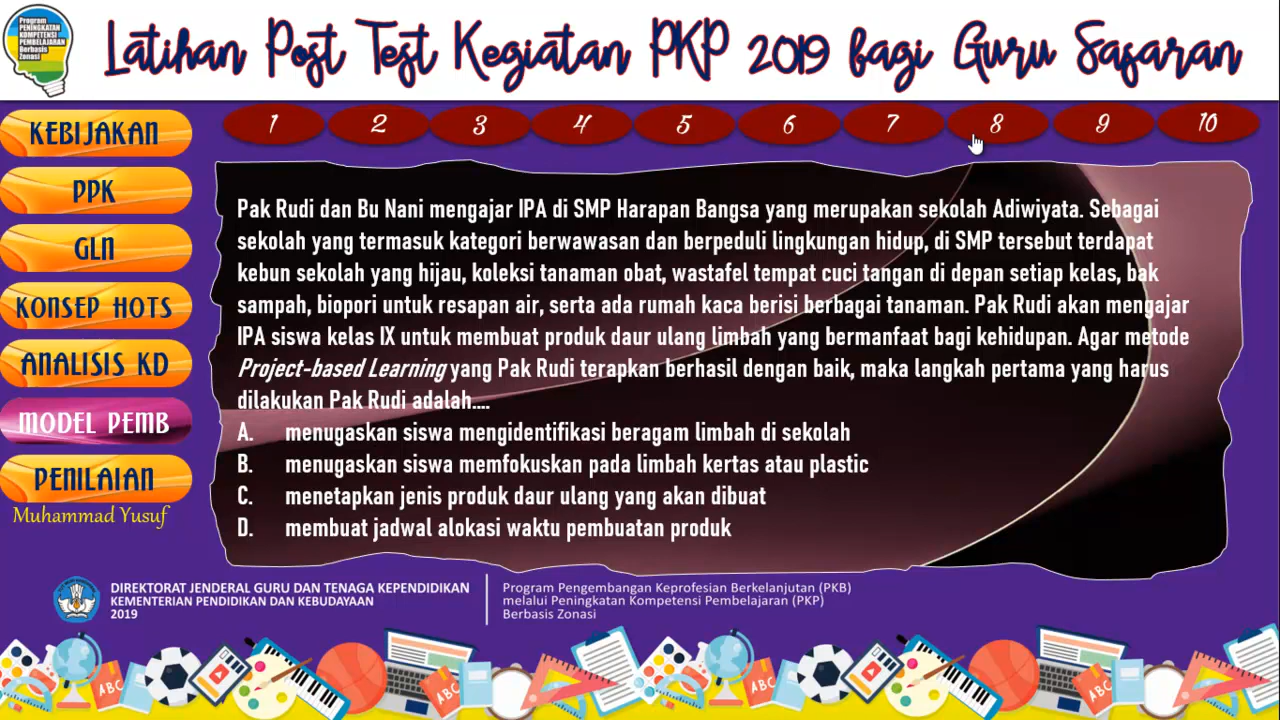 Program
PENINGKATAN
KOMPETENSI
PEMBELAJARAN
Berbasis
Zonasi
Latihan Post Test Kegiatan PKP 2019 bagi Guru Sasaran
KEBIJAKAN
PPK
GLN
KONSEP HOTS
ANALISIS KD
MODEL PEMB
PENILAIAN
Muhammad Yusuf
1 2 3 4 5 6 7 8 9 10
Pak Rudi dan Bu Nani mengajar IPA di SMP Harapan Bangsa yang merupakan sekolah Adiwiyata. Sebagai
sekolah yang termasuk kategori berwawasan dan berpeduli lingkungan hidup, di SMP tersebut terdapat
kebun sekolah yang hijau, koleksi tanaman obat, wastafel tempat cuci tangan di depan setiap kelas, bak
sampah, biopori untuk resapan air, serta ada rumah kaca berisi berbagai tanaman. Pak Rudi akan mengajar
IPA siswa kelas IX untuk membuat produk daur ulang limbah yang bermanfaat bagi kehidupan. Agar metode
Project-based Learning yang Pak Rudi terapkan berhasil dengan baik, maka langkah pertama yang harus
dilakukan Pak Rudi adalah....
A. menugaskan siswa mengidentifikasi beragam limbah di sekolah
B. menugaskan siswa memfokuskan pada limbah kertas atau plastic
C. menetapkan jenis produk daur ulang yang akan dibuat
D. membuat jadwal alokasi waktu pembuatan produk
DIREKTORAT JENDERAL GURU DAN TENAGA KEPENDIDIKAN
KEMENTERIAN PENDIDIKAN DAN KEBUDAYAAN
2019
Program Pengembangan Keprofesian Berkelanjutan (PKB)
melalui Peningkatan Kompetensi Pembelajaran (PKP)
Berbasis Zonasi
ABC
ABC
ABC
ABC
ABC